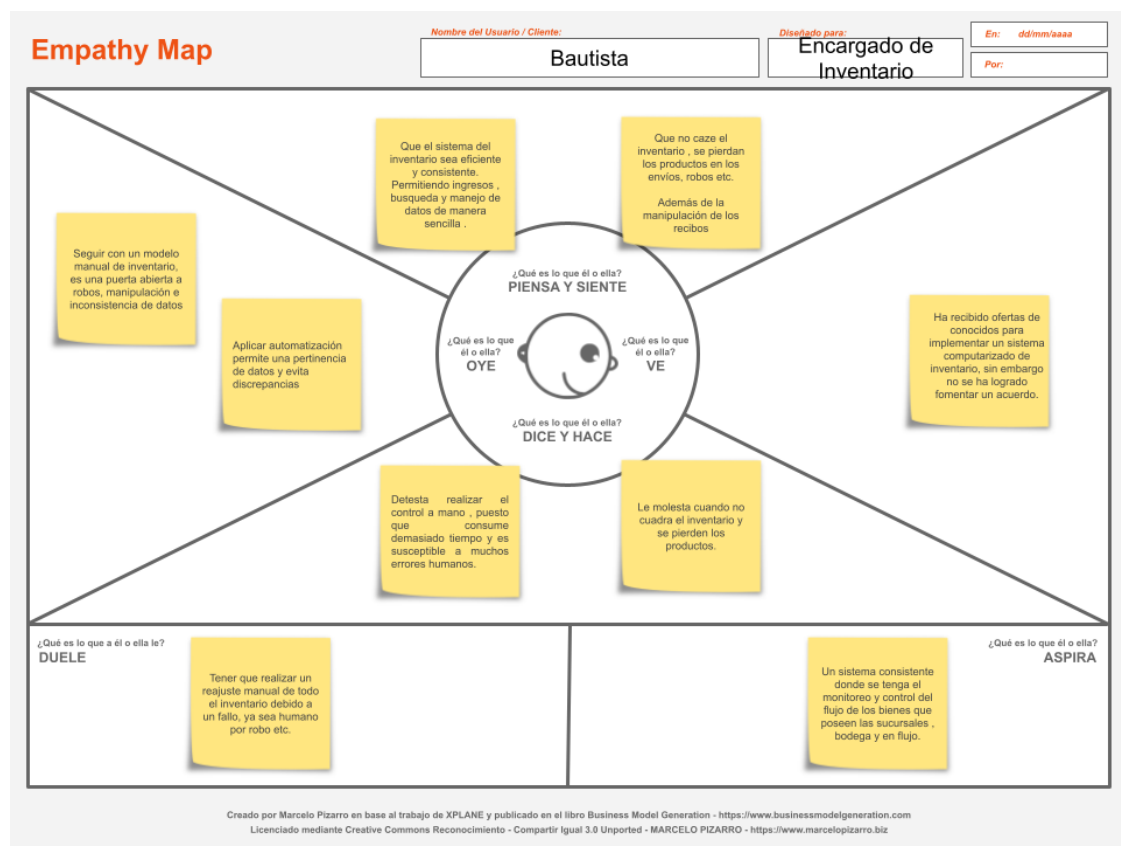 Empathy Map
Nombre del Usuario / Cliente:
Bautista
Diseñado para:
Encargado de
Inventario
En: dd/mm/aaaa
Por:
Que el sistema del
inventario sea eficiente
y consistente.
Permitiendo ingresos ,
busqueda y manejo de
datos de manera
sencilla .
Que no caze el
inventario , se pierdan
los productos en los
envíos, robos etc.
Además de la
manipulación de los
recibos
Seguir con un modelo
manual de inventario,
es una puerta abierta a
robos, manipulación e
inconsistencia de datos
Aplicar automatización
permite una pertinencia
de datos y evita
discrepancias
¿Qué es lo que él o ella?
PIENSA Y SIENTE
¿Qué es lo que
él o ella?
OYE
¿Qué es lo que
él o ella?
VE
¿Qué es lo que él o ella?
DICE Y HACE
Ha recibido ofertas de
conocidos para
implementar un sistema
computarizado de
inventario, sin embargo
no se ha logrado
fomentar un acuerdo.
Detesta realizar el
control a mano , puesto
que consume
demasiado tiempo y es
susceptible a muchos
errores humanos.
Le molesta cuando no
cuadra el inventario y
se pierden los
productos.
¿Qué es lo que a él o ella le?
DUELE
Tener que realizar un
reajuste manual de todo
el inventario debido a
un fallo, ya sea humano
por robo etc.
¿Qué es lo que él o ella?
ASPIRA
Un sistema consistente
donde se tenga el
monitoreo y control del
flujo de los bienes que
poseen las sucursales ,
bodega y en flujo.
Creado por Marcelo Pizarro en base al trabajo de XPLANE y publicado en el libro Business Model Generation - https://www.businessmodelgeneration.com
Licenciado mediante Creative Commons Reconocimiento - Compartir Igual 3.0 Unported - MARCELO PIZARRO - https://www.marcelopizarro.biz